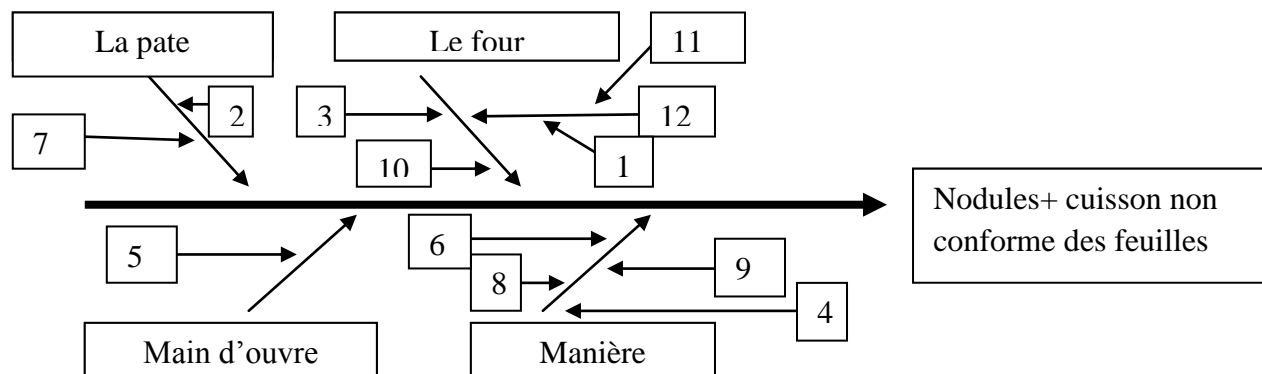 La pate
Le four
11
2
3
12
7
10
1
Nodules+ cuisson non
conforme des feuilles
5
6
9
8
4
Main d’ouvre
Manière